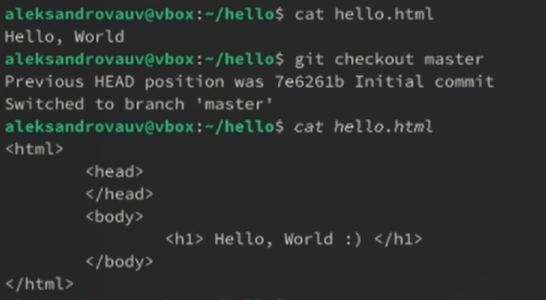 aleksandrovauv@vbox:~/hello$ cat hello.html
Hello, World
aleksandrovauv@vbox:~/hello$ git checkout master
Previous HEAD position was 7e6261b Initial commit
Switched to branch 'master'
aleksandrovauv@vbox:~/hello$ cat hello.html
<html>
        <head>
        </head>
        <body>
                <h1> Hello, World :) </h1>
        </body>
</html>